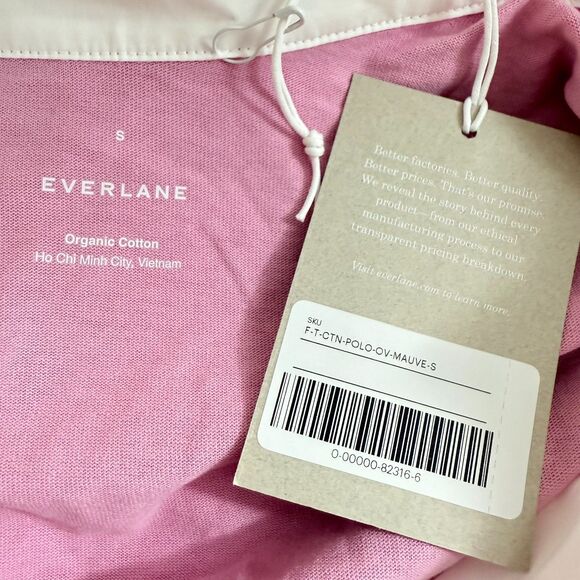 S
EVERLANE
Organic Cotton
Ho Chi Minh City, Vietnam
Better factories. Better quality.
Better prices. That's our promise.
We reveal the story behind every
product—from our ethical
manufacturing process to our
transparent pricing breakdown.
Visit everlane.com to learn more.
SKU
F-T-CTN-POLO-OV-MAUVE-S
0-00000-82316-6